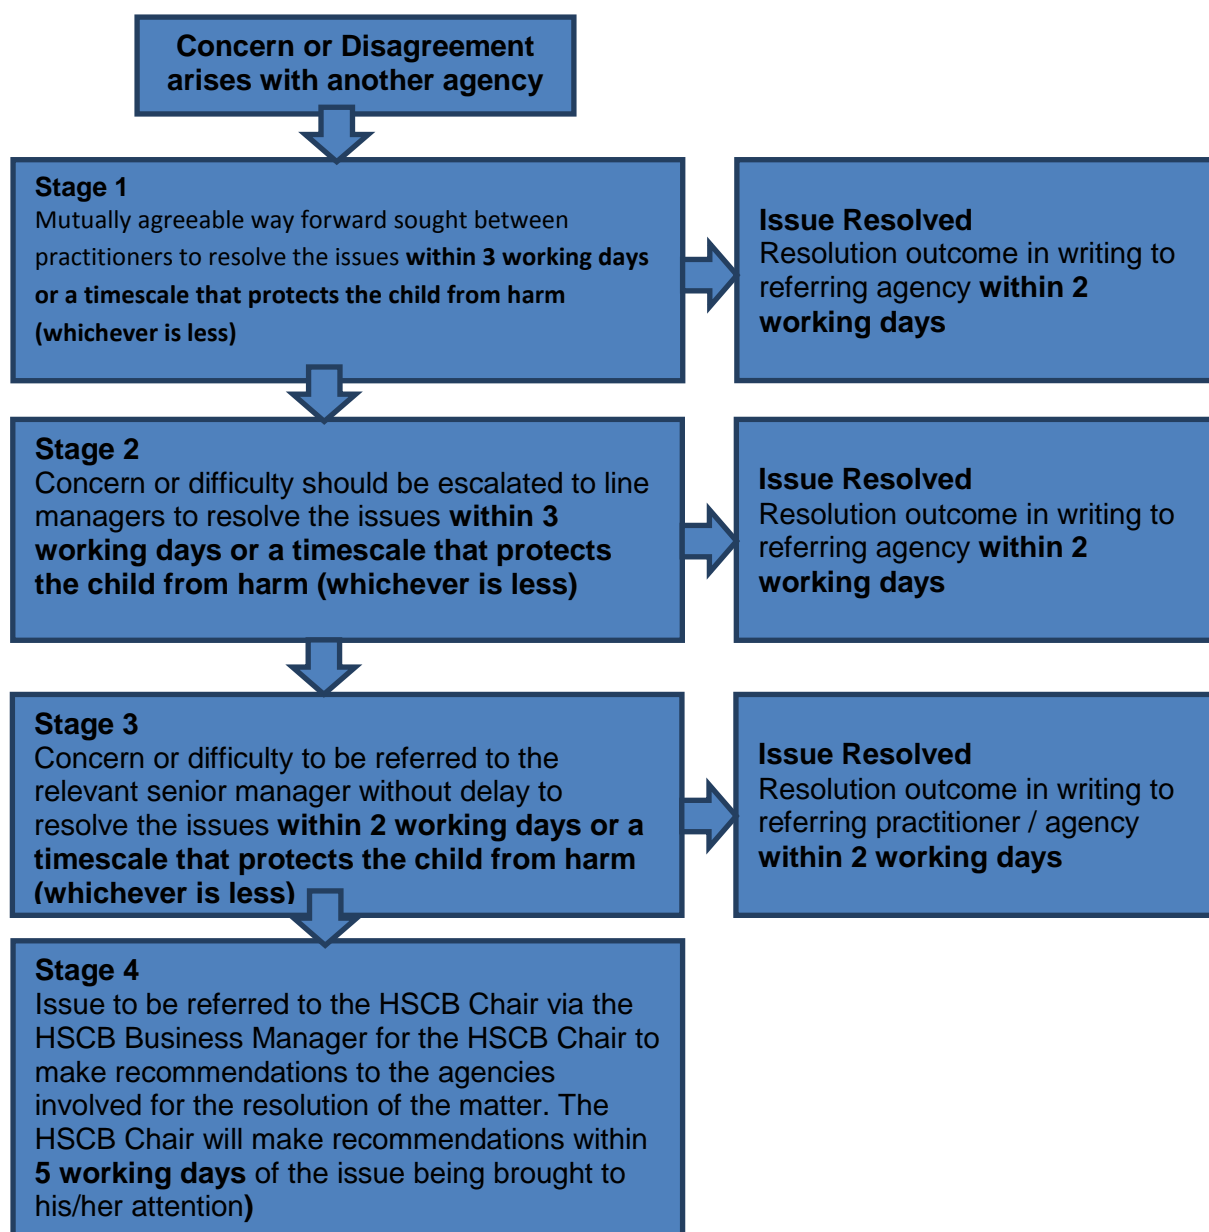 Concern or Disagreement
arises with another agency
Stage 1
Mutually agreeable way forward sought between
practitioners to resolve the issues within 3 working days
or a timescale that protects the child from harm
(whichever is less)
Issue Resolved
Resolution outcome in writing to
referring agency within 2
working days
Stage 2
Concern or difficulty should be escalated to line
managers to resolve the issues within 3
working days or a timescale that protects
the child from harm (whichever is less)
Issue Resolved
Resolution outcome in writing to
referring agency within 2
working days
Stage 3
Concern or difficulty to be referred to the
relevant senior manager without delay to
resolve the issues within 2 working days or a
timescale that protects the child from harm
(whichever is less)
Issue Resolved
Resolution outcome in writing to
referring practitioner / agency
within 2 working days
Stage 4
Issue to be referred to the HSCB Chair via the
HSCB Business Manager for the HSCB Chair to
make recommendations to the agencies
involved for the resolution of the matter. The
HSCB Chair will make recommendations within
5 working days of the issue being brought to
his/her attention)